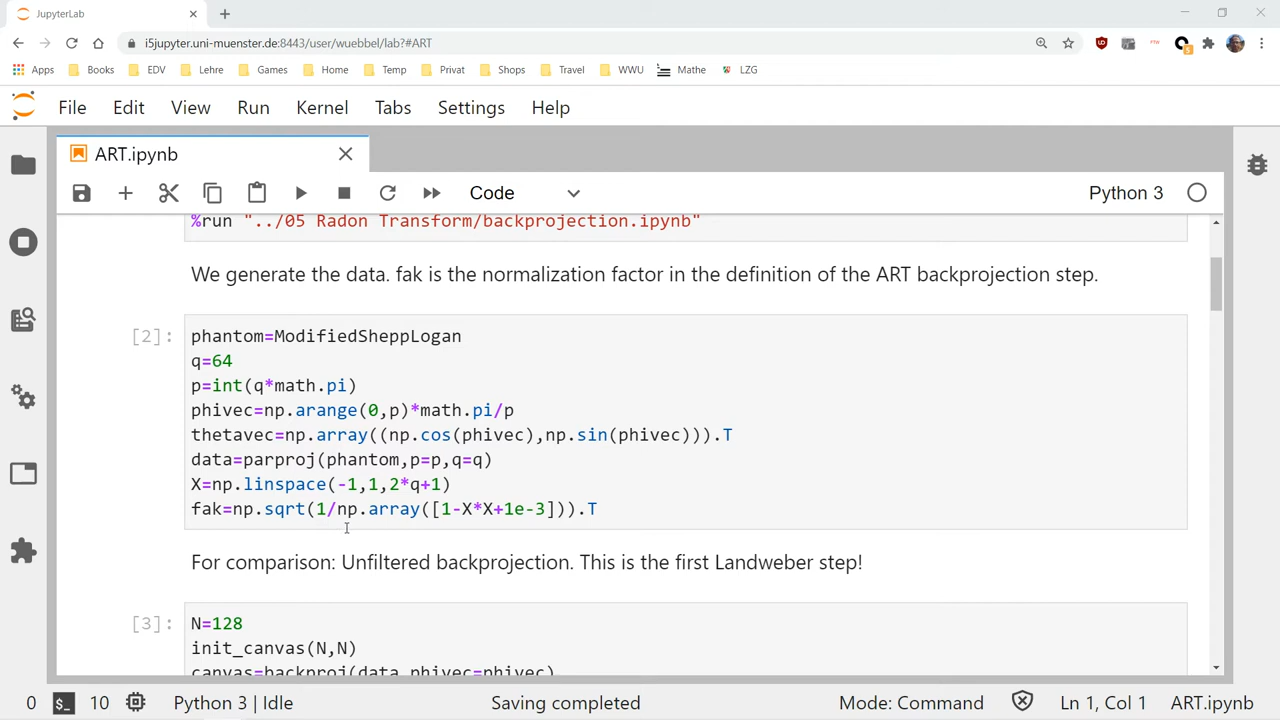 JupyterLab
i5jupyter.uni-muenster.de:8443/user/wuebbel/lab?#ART
Apps Books EDV Lehre Games Home Temp Privat Shops Travel WWU Mathe LZG
File Edit View Run Kernel Tabs Settings Help
ART.ipynb
Code Python 3
%run "../05 Radon Transform/backprojection.ipynb"
We generate the data. fak is the normalization factor in the definition of the ART backprojection step.
[2]: phantom=ModifiedSheppLogan
q=64
p=int(q*math.pi)
phivec=np.arange(0,p)*math.pi/p
thetavec=np.array((np.cos(phivec),np.sin(phivec))).T
data=parproj(phantom,p=p,q=q)
X=np.linspace(-1,1,2*q+1)
fak=np.sqrt(1/np.array([1-X*X+1e-3])).T
For comparison: Unfiltered backprojection. This is the first Landweber step!
[3]: N=128
init_canvas(N,N)
canvas=backproj(data,phivec=phivec)
0 $_ 10 Python 3 | Idle Saving completed Mode: Command Ln 1, Col 1 ART.ipynb